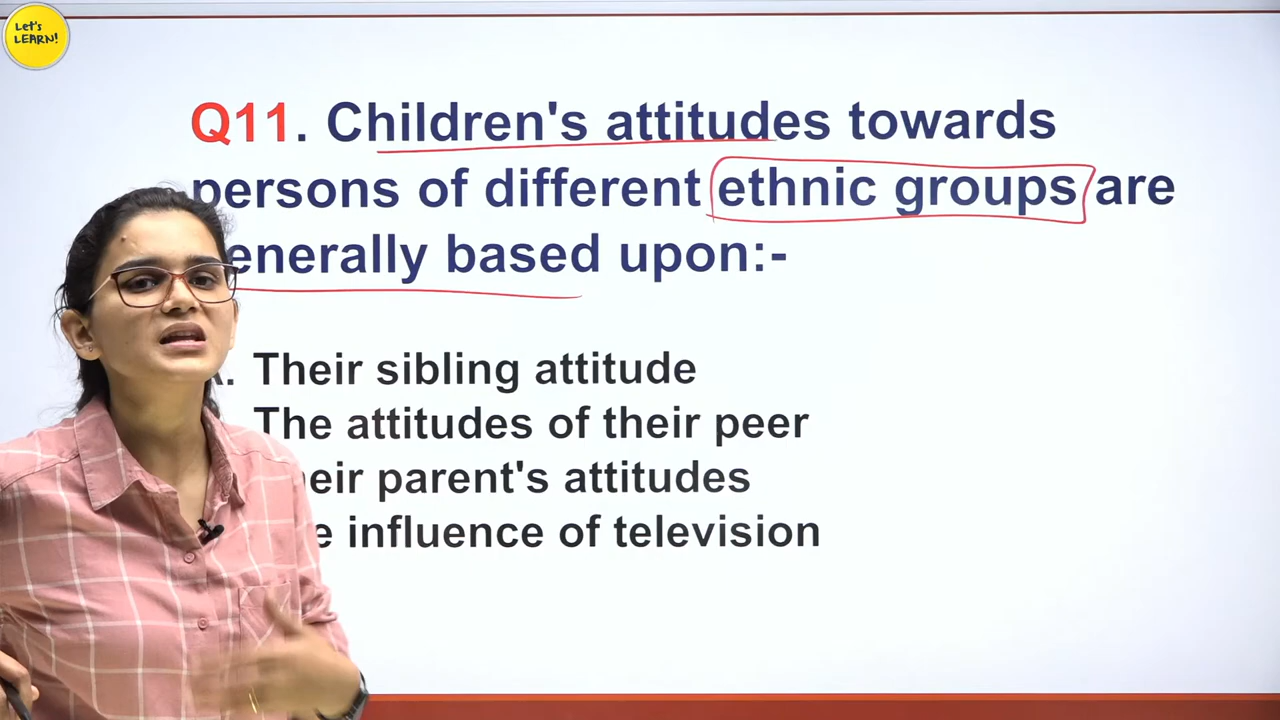 Let's
LEARN!
Q11. Children's attitudes towards
persons of different ethnic groups are
enerally based upon:-
. Their sibling attitude
The attitudes of their peer
heir parent's attitudes
e influence of television